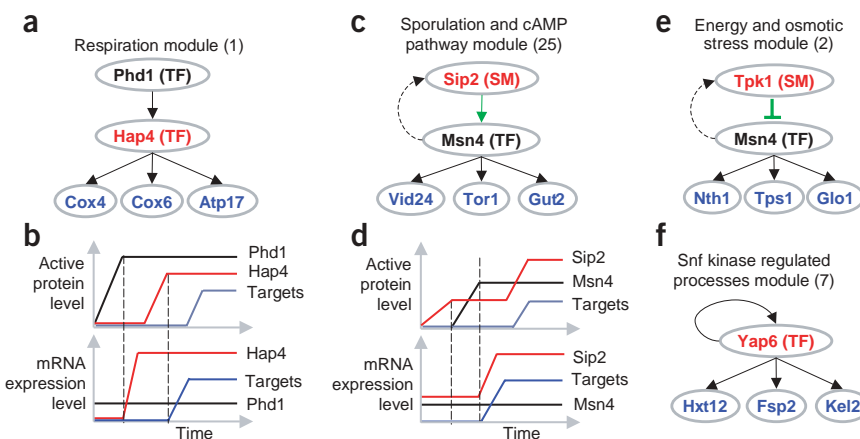 a
Respiration module (1)
Phd1 (TF)
Hap4 (TF)
Cox4
Cox6
Atp17
b
Active
protein
level
Phd1
Hap4
Targets
mRNA
expression
level
Hap4
Targets
Phd1
Time
c
Sporulation and cAMP
pathway module (25)
Sip2 (SM)
Msn4 (TF)
Vid24
Tor1
Gut2
d
Active
protein
level
Sip2
Msn4
Targets
mRNA
expression
level
Sip2
Targets
Msn4
Time
e
Energy and osmotic
stress module (2)
Tpk1 (SM)
Msn4 (TF)
Nth1
Tps1
Glo1
f
Snf kinase regulated
processes module (7)
Yap6 (TF)
Hxt12
Fsp2
Kel2